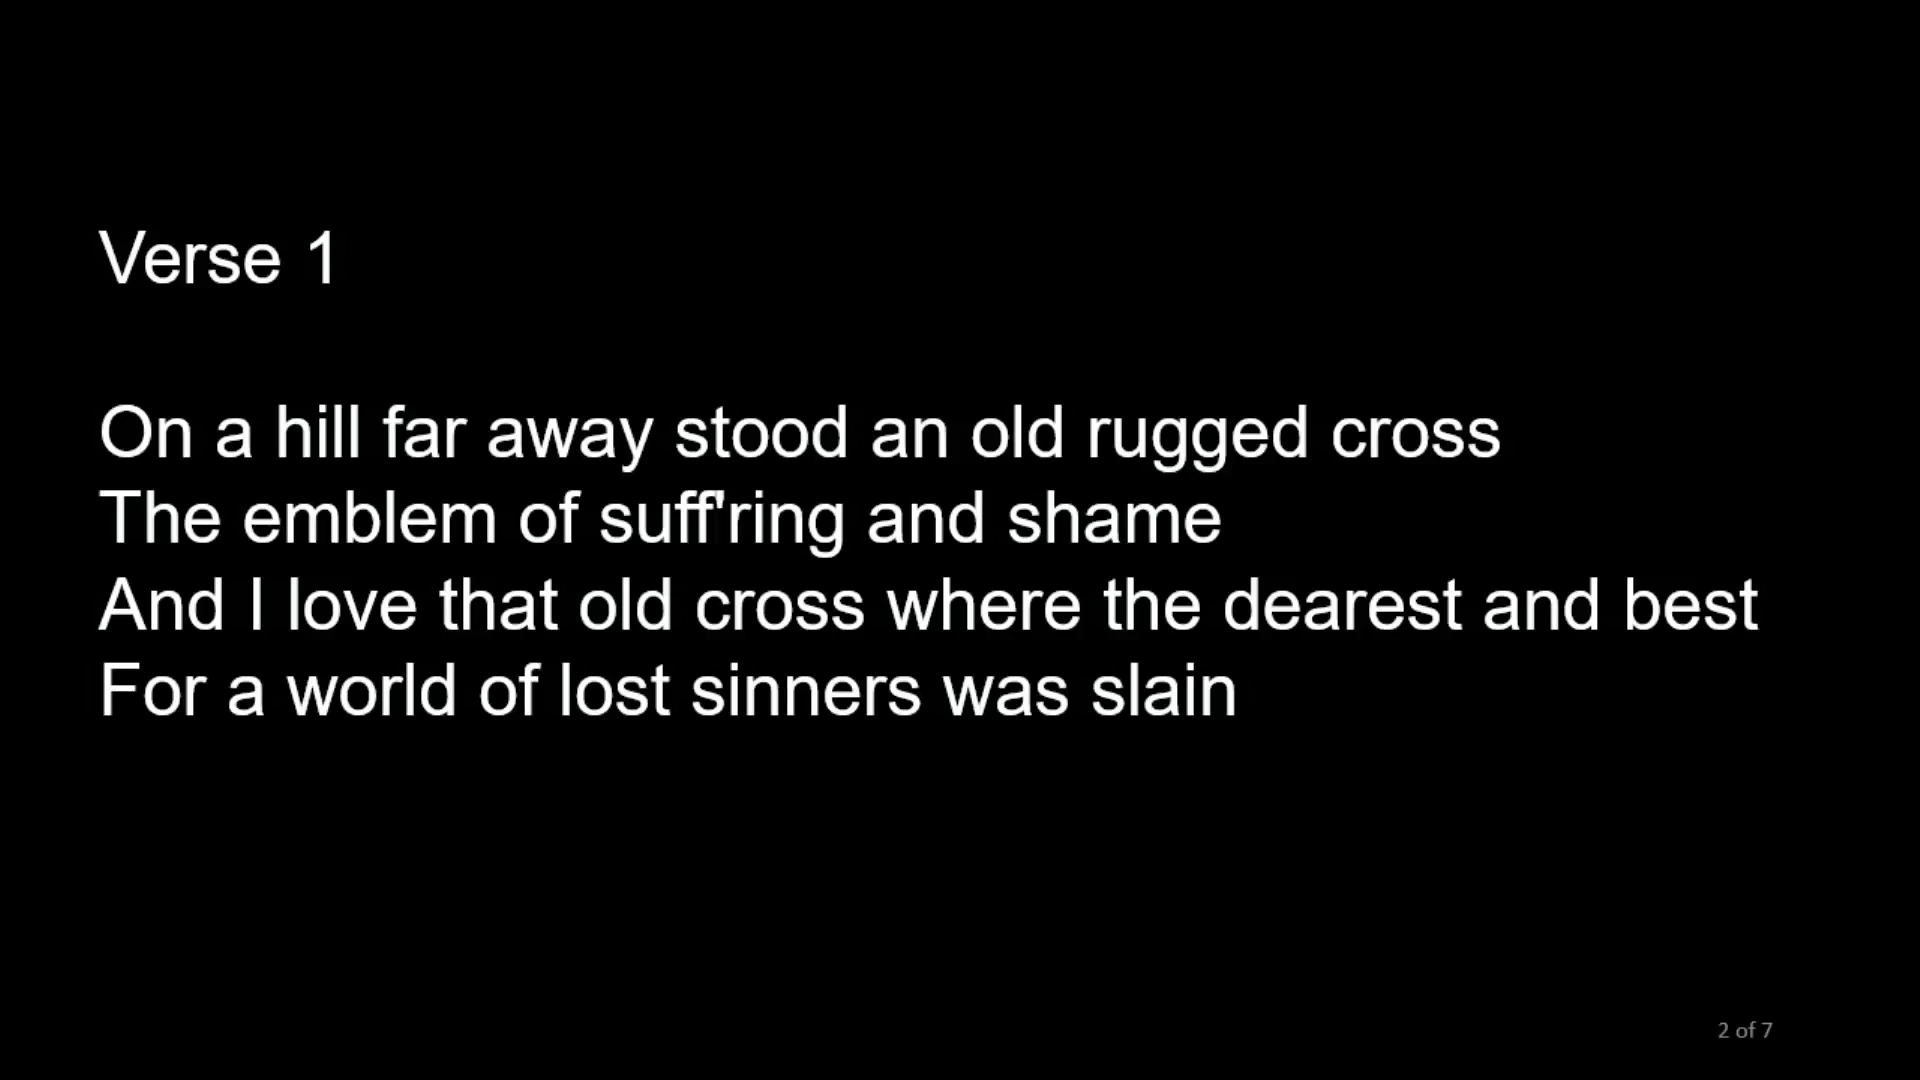 Verse 1
On a hill far away stood an old rugged cross
The emblem of suff'ring and shame
And I love that old cross where the dearest and best
For a world of lost sinners was slain
2 of 7